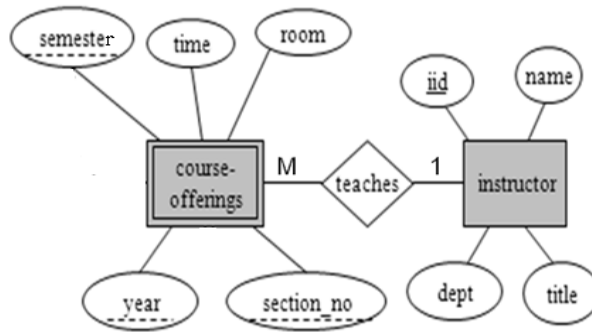 semester
time
room
iid
name
course-
offerings
M
teaches
1
instructor
year
section_no
dept
title